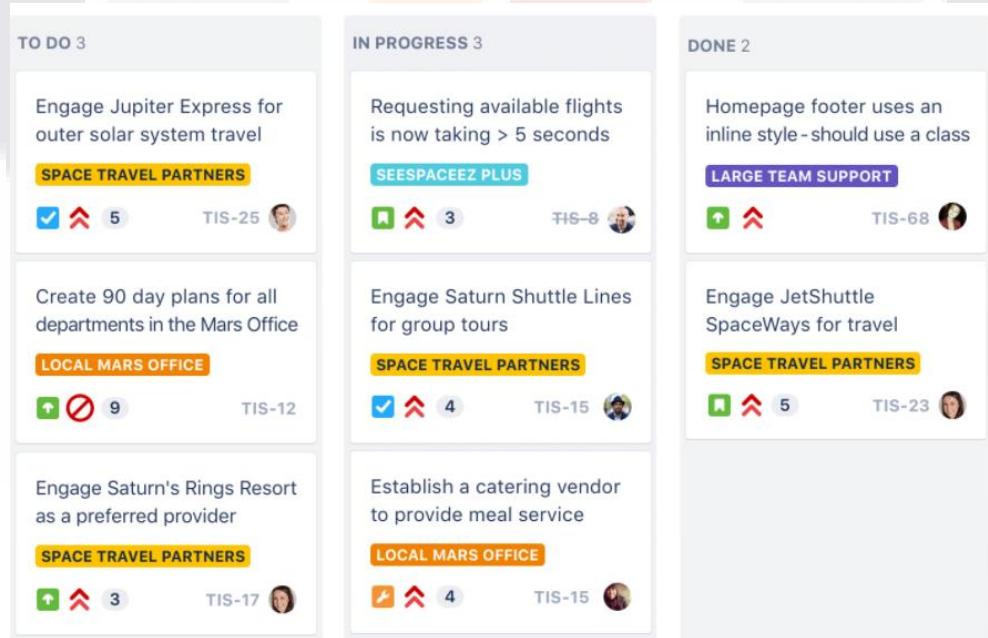 TO DO 3
Engage Jupiter Express for
outer solar system travel
SPACE TRAVEL PARTNERS
5 TIS-25
Create 90 day plans for all
departments in the Mars Office
LOCAL MARS OFFICE
9 TIS-12
Engage Saturn's Rings Resort
as a preferred provider
SPACE TRAVEL PARTNERS
3 TIS-17
IN PROGRESS 3
Requesting available flights
is now taking > 5 seconds
SEESPACEEZ PLUS
3 TIS-8
Engage Saturn Shuttle Lines
for group tours
SPACE TRAVEL PARTNERS
4 TIS-15
Establish a catering vendor
to provide meal service
LOCAL MARS OFFICE
4 TIS-15
DONE 2
Homepage footer uses an
inline style - should use a class
LARGE TEAM SUPPORT
TIS-68
Engage JetShuttle
SpaceWays for travel
SPACE TRAVEL PARTNERS
5 TIS-23